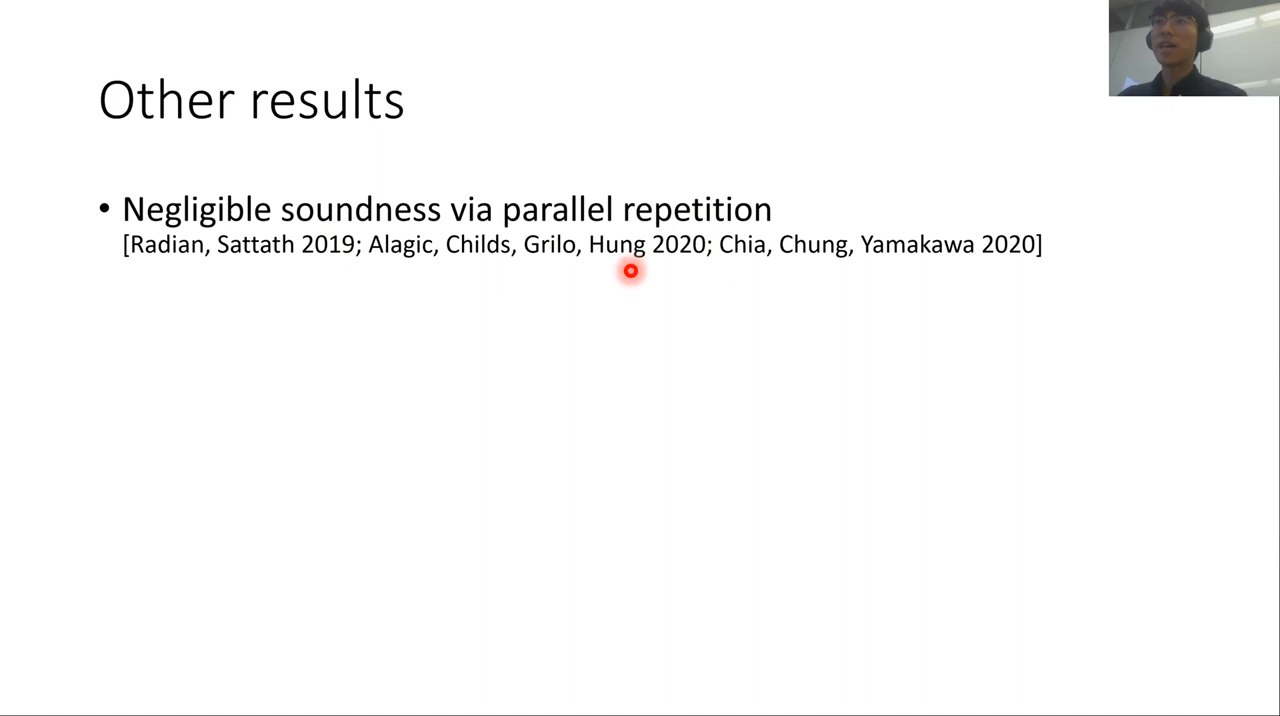 Other results
• Negligible soundness via parallel repetition
[Radian, Sattath 2019; Alagic, Childs, Grilo, Hung 2020; Chia, Chung, Yamakawa 2020]